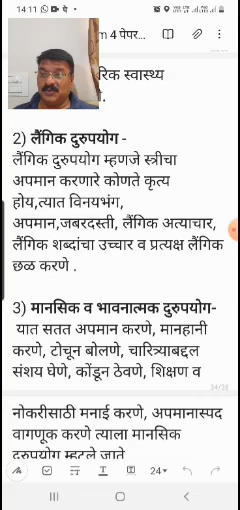 14:11
m 4 पेपर...
रिक स्वास्थ्य
2) लैंगिक दुरुपयोग -
लैंगिक दुरुपयोग म्हणजे स्त्रीचा
अपमान करणारे कोणते कृत्य
होय,त्यात विनयभंग,
अपमान,जबरदस्ती, लैंगिक अत्याचार,
लैंगिक शब्दांचा उच्चार व प्रत्यक्ष लैंगिक
छळ करणे .
3) मानसिक व भावनात्मक दुरुपयोग-
यात सतत अपमान करणे, मानहानी
करणे, टोचून बोलणे, चारित्र्याबद्दल
संशय घेणे, कोंडून ठेवणे, शिक्षण व
34/38
नोकरीसाठी मनाई करणे, अपमानास्पद
वागणूक करणे त्याला मानसिक
दुरुपयोग म्हटले जाते
24